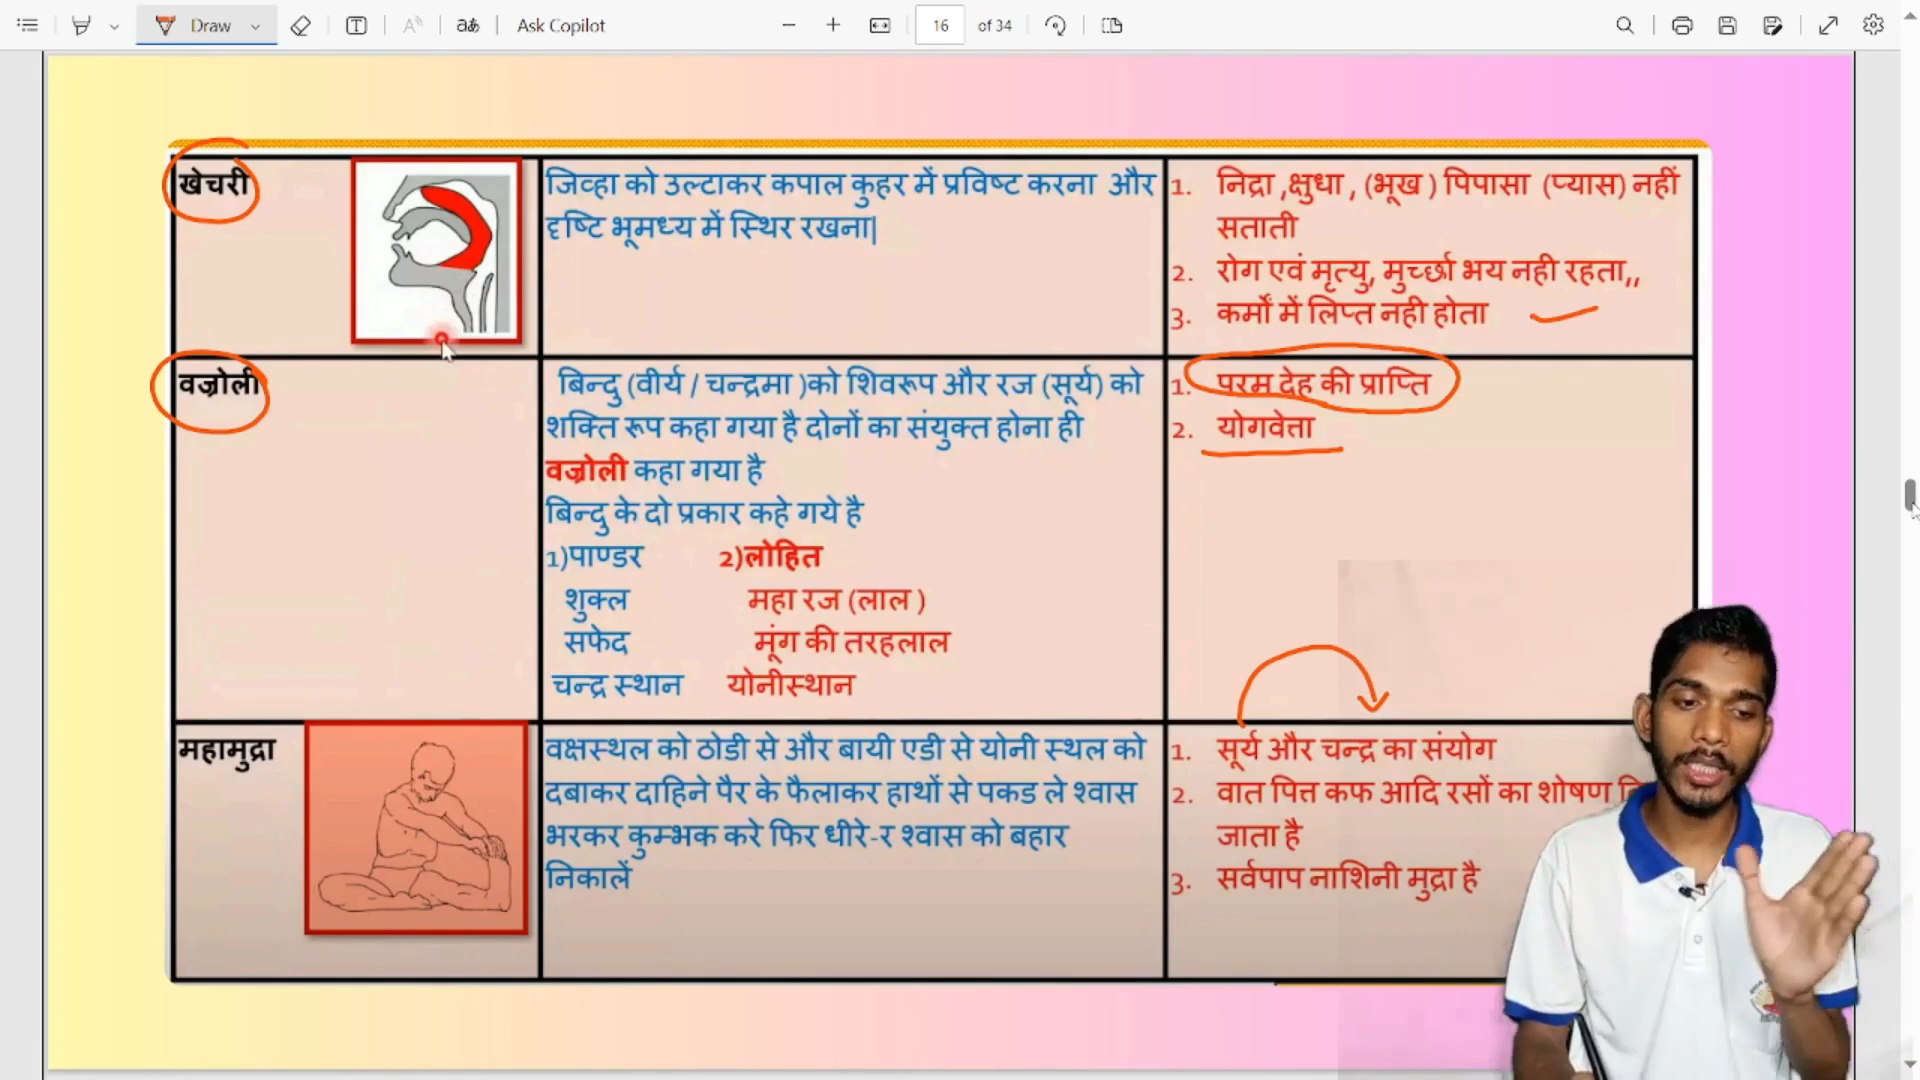 Draw
Ask Copilot
16 of 34
खेचरी
जिव्हा को उल्टाकर कपाल कुहर में प्रविष्ट करना और
दृष्टि भूमध्य में स्थिर रखना|
1. निद्रा ,क्षुधा , (भूख ) पिपासा (प्यास) नहीं
सताती
2. रोग एवं मृत्यु, मुर्च्छा भय नही रहता,,
3. कर्मों में लिप्त नही होता
वज्रोली
बिन्दु (वीर्य / चन्द्रमा )को शिवरूप और रज (सूर्य) को
शक्ति रूप कहा गया है दोनों का संयुक्त होना ही
वज्रोली कहा गया है
बिन्दु के दो प्रकार कहे गये है
1)पाण्डर 2)लोहित
शुक्ल महा रज (लाल )
सफेद मूंग की तरहलाल
चन्द्र स्थान योनीस्थान
1. परम देह की प्राप्ति
2. योगवेत्ता
महामुद्रा
वक्षस्थल को ठोडी से और बायी एडी से योनी स्थल को
दबाकर दाहिने पैर के फैलाकर हाथों से पकड ले श्वास
भरकर कुम्भक करे फिर धीरे-र श्वास को बहार
निकालें
1. सूर्य और चन्द्र का संयोग
2. वात पित्त कफ आदि रसों का शोषण
जाता है
3. सर्वपाप नाशिनी मुद्रा है